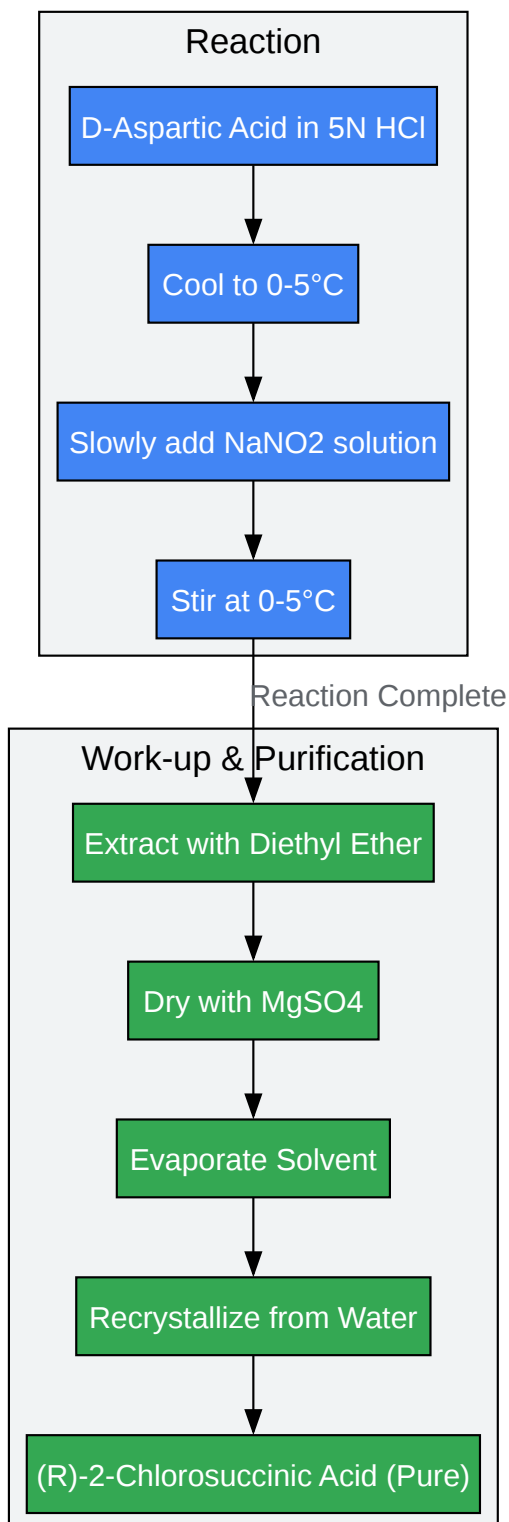 Reaction
D-Aspartic Acid in 5N HCl
Cool to 0-5°C
Slowly add NaNO2 solution
Stir at 0-5°C
Reaction Complete
Work-up & Purification
Extract with Diethyl Ether
Dry with MgSO4
Evaporate Solvent
Recrystallize from Water
(R)-2-Chlorosuccinic Acid (Pure)